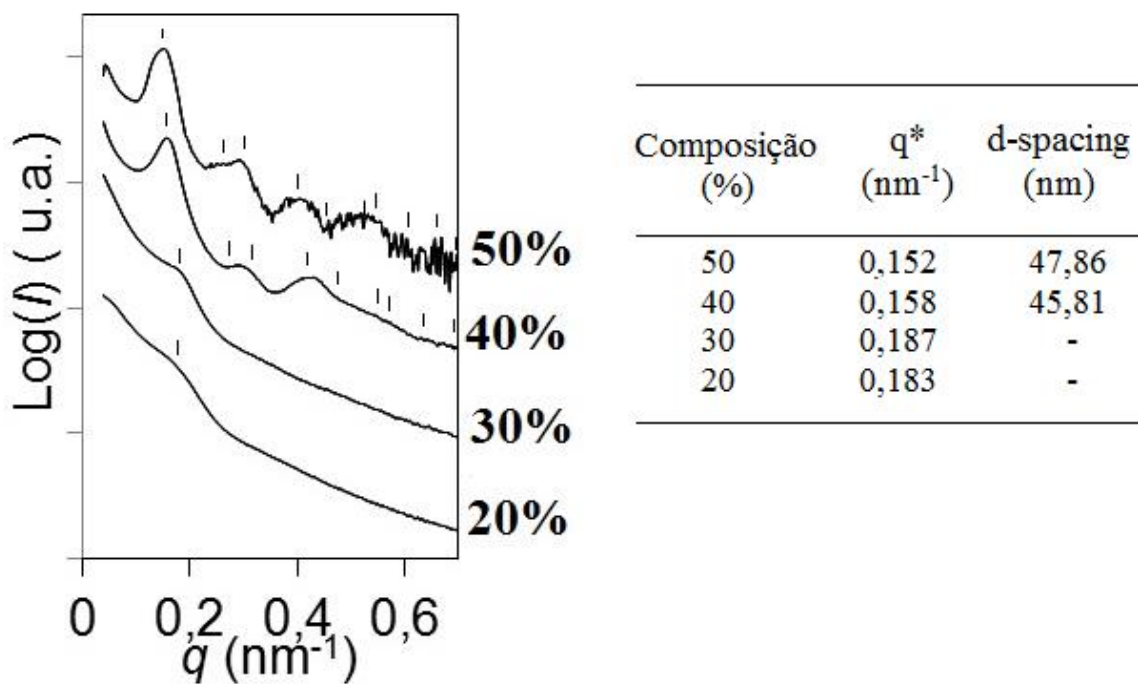 Log(I) ( u.a.)
50%
40%
30%
20%
0 0,2 0,4 0,6
q (nm-1)
Composição q* d-spacing
(%) (nm-1) (nm)
50 0,152 47,86
40 0,158 45,81
30 0,187 -
20 0,183 -